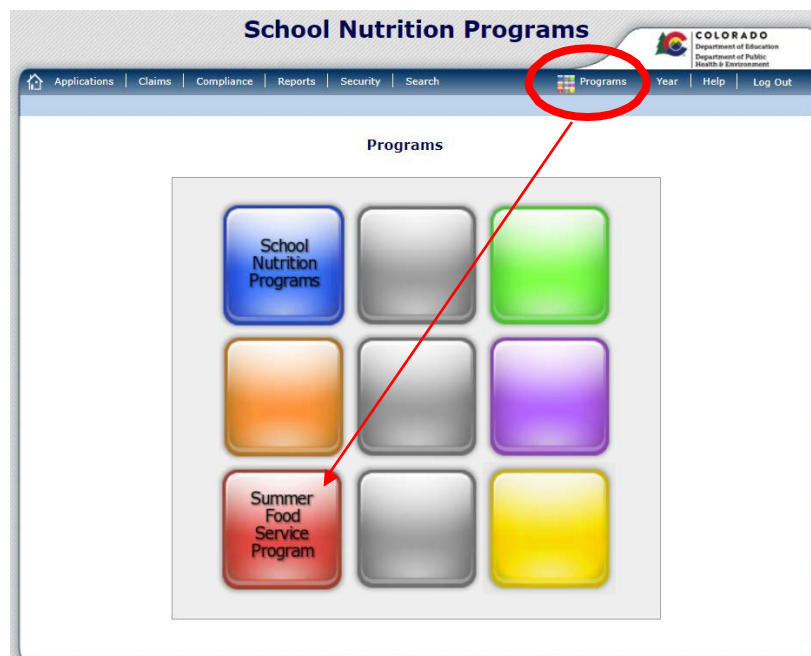 School Nutrition Programs
COLORADO
Department of Education
Department of Public
Health & Environment
Applications | Claims | Compliance | Reports | Security | Search
Programs | Year | Help | Log Out
Programs
School
Nutrition
Programs
Summer
Food
Service
Program